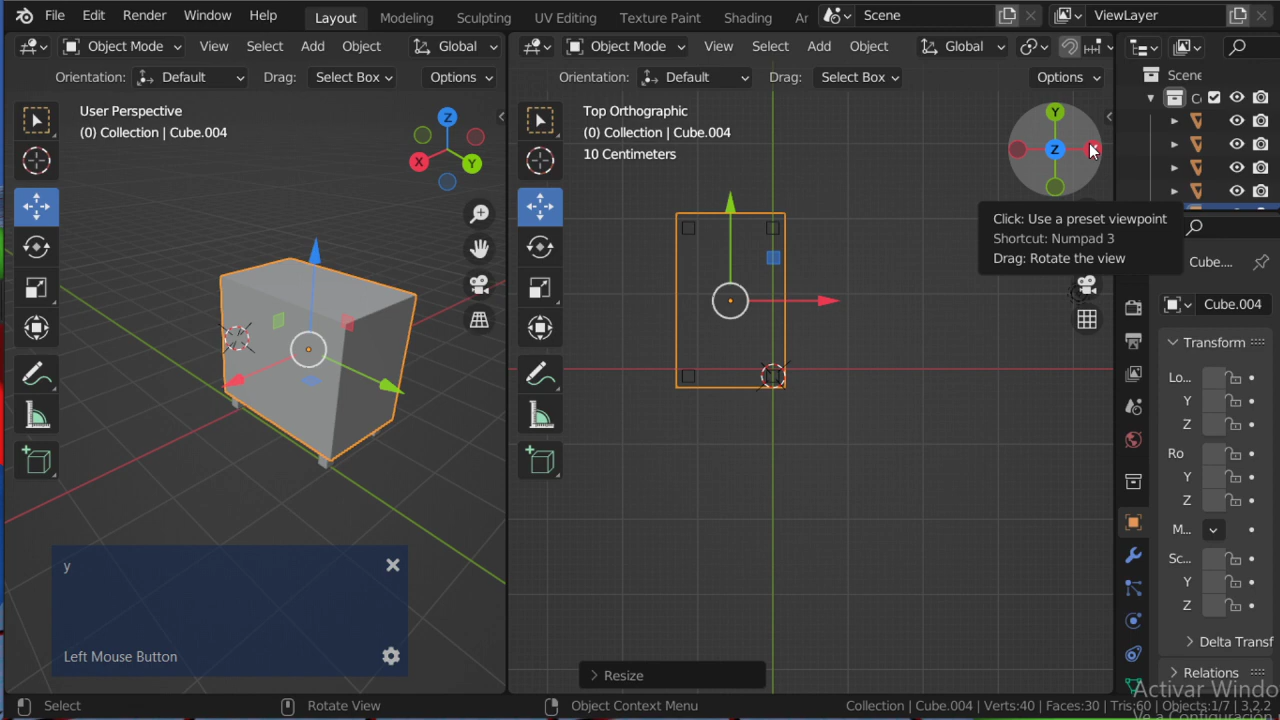 File Edit Render Window Help Layout Modeling Sculpting UV Editing Texture Paint Shading Ar Scene ViewLayer
Object Mode View Select Add Object Global
Orientation: Default Drag: Select Box Options
User Perspective
(0) Collection | Cube.004
Z
X
Y
y
Left Mouse Button
Object Mode View Select Add Object Global
Orientation: Default Drag: Select Box Options
Top Orthographic
(0) Collection | Cube.004
10 Centimeters
Y
Z
Click: Use a preset viewpoint
Shortcut: Numpad 3
Drag: Rotate the view
Resize
Scene
Cube....
Cube.004
Transform
Lo...
Y
Z
Ro
Y
Z
M...
Sc...
Y
Z
Delta Transf
Relations
Activar Windo
Select Rotate View Object Context Menu Collection | Cube.004 | Verts:40 | Faces:30 | Tris:60 | Objects:1/7 | 3.2.2